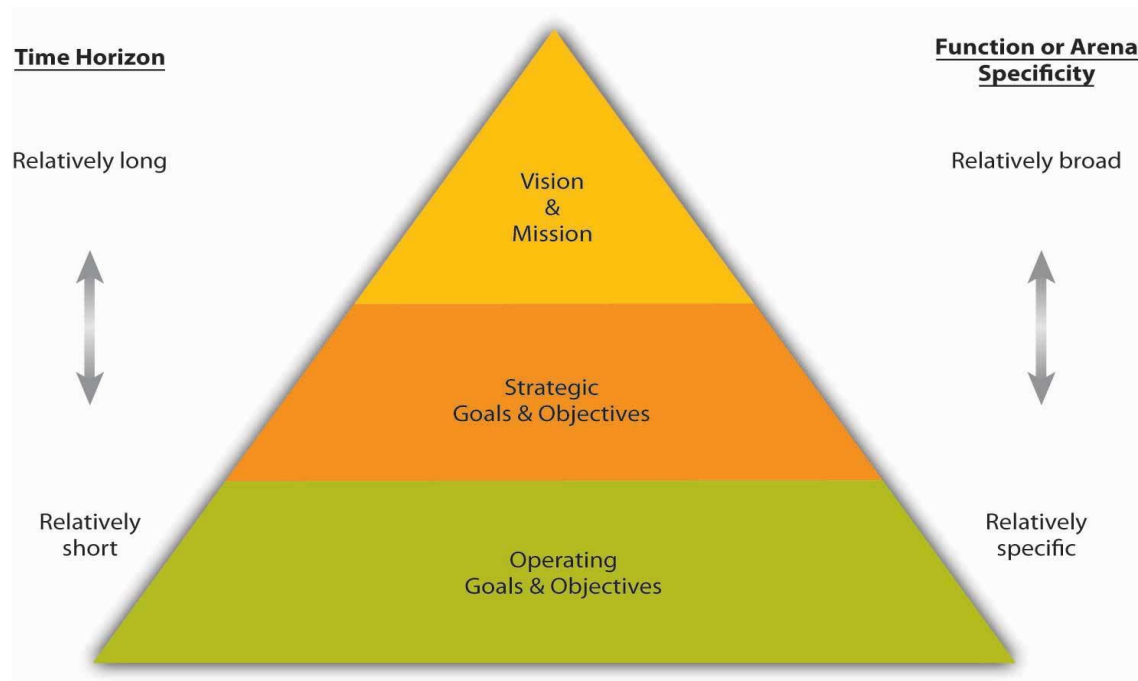 Time Horizon
Relatively long
Relatively
short
Vision
&
Mission
Strategic
Goals & Objectives
Operating
Goals & Objectives
Function or Arena
Specificity
Relatively broad
Relatively
specific